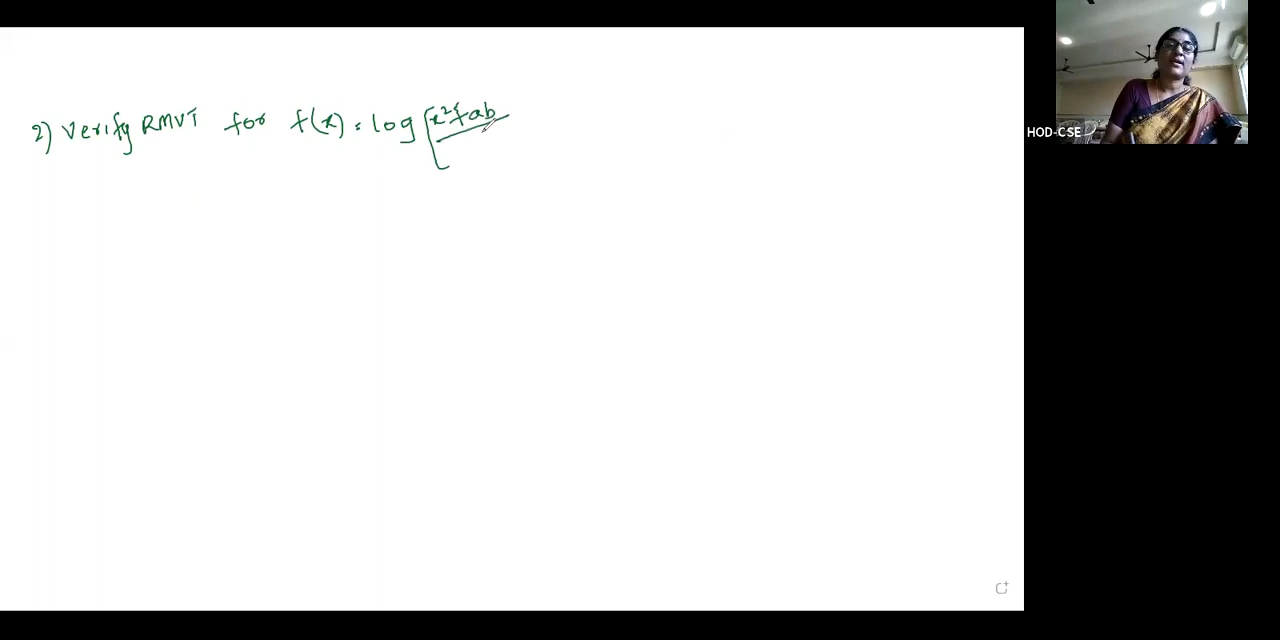 2) Verify RMVT for f(x) = log [x²+ab
HOD-CSE